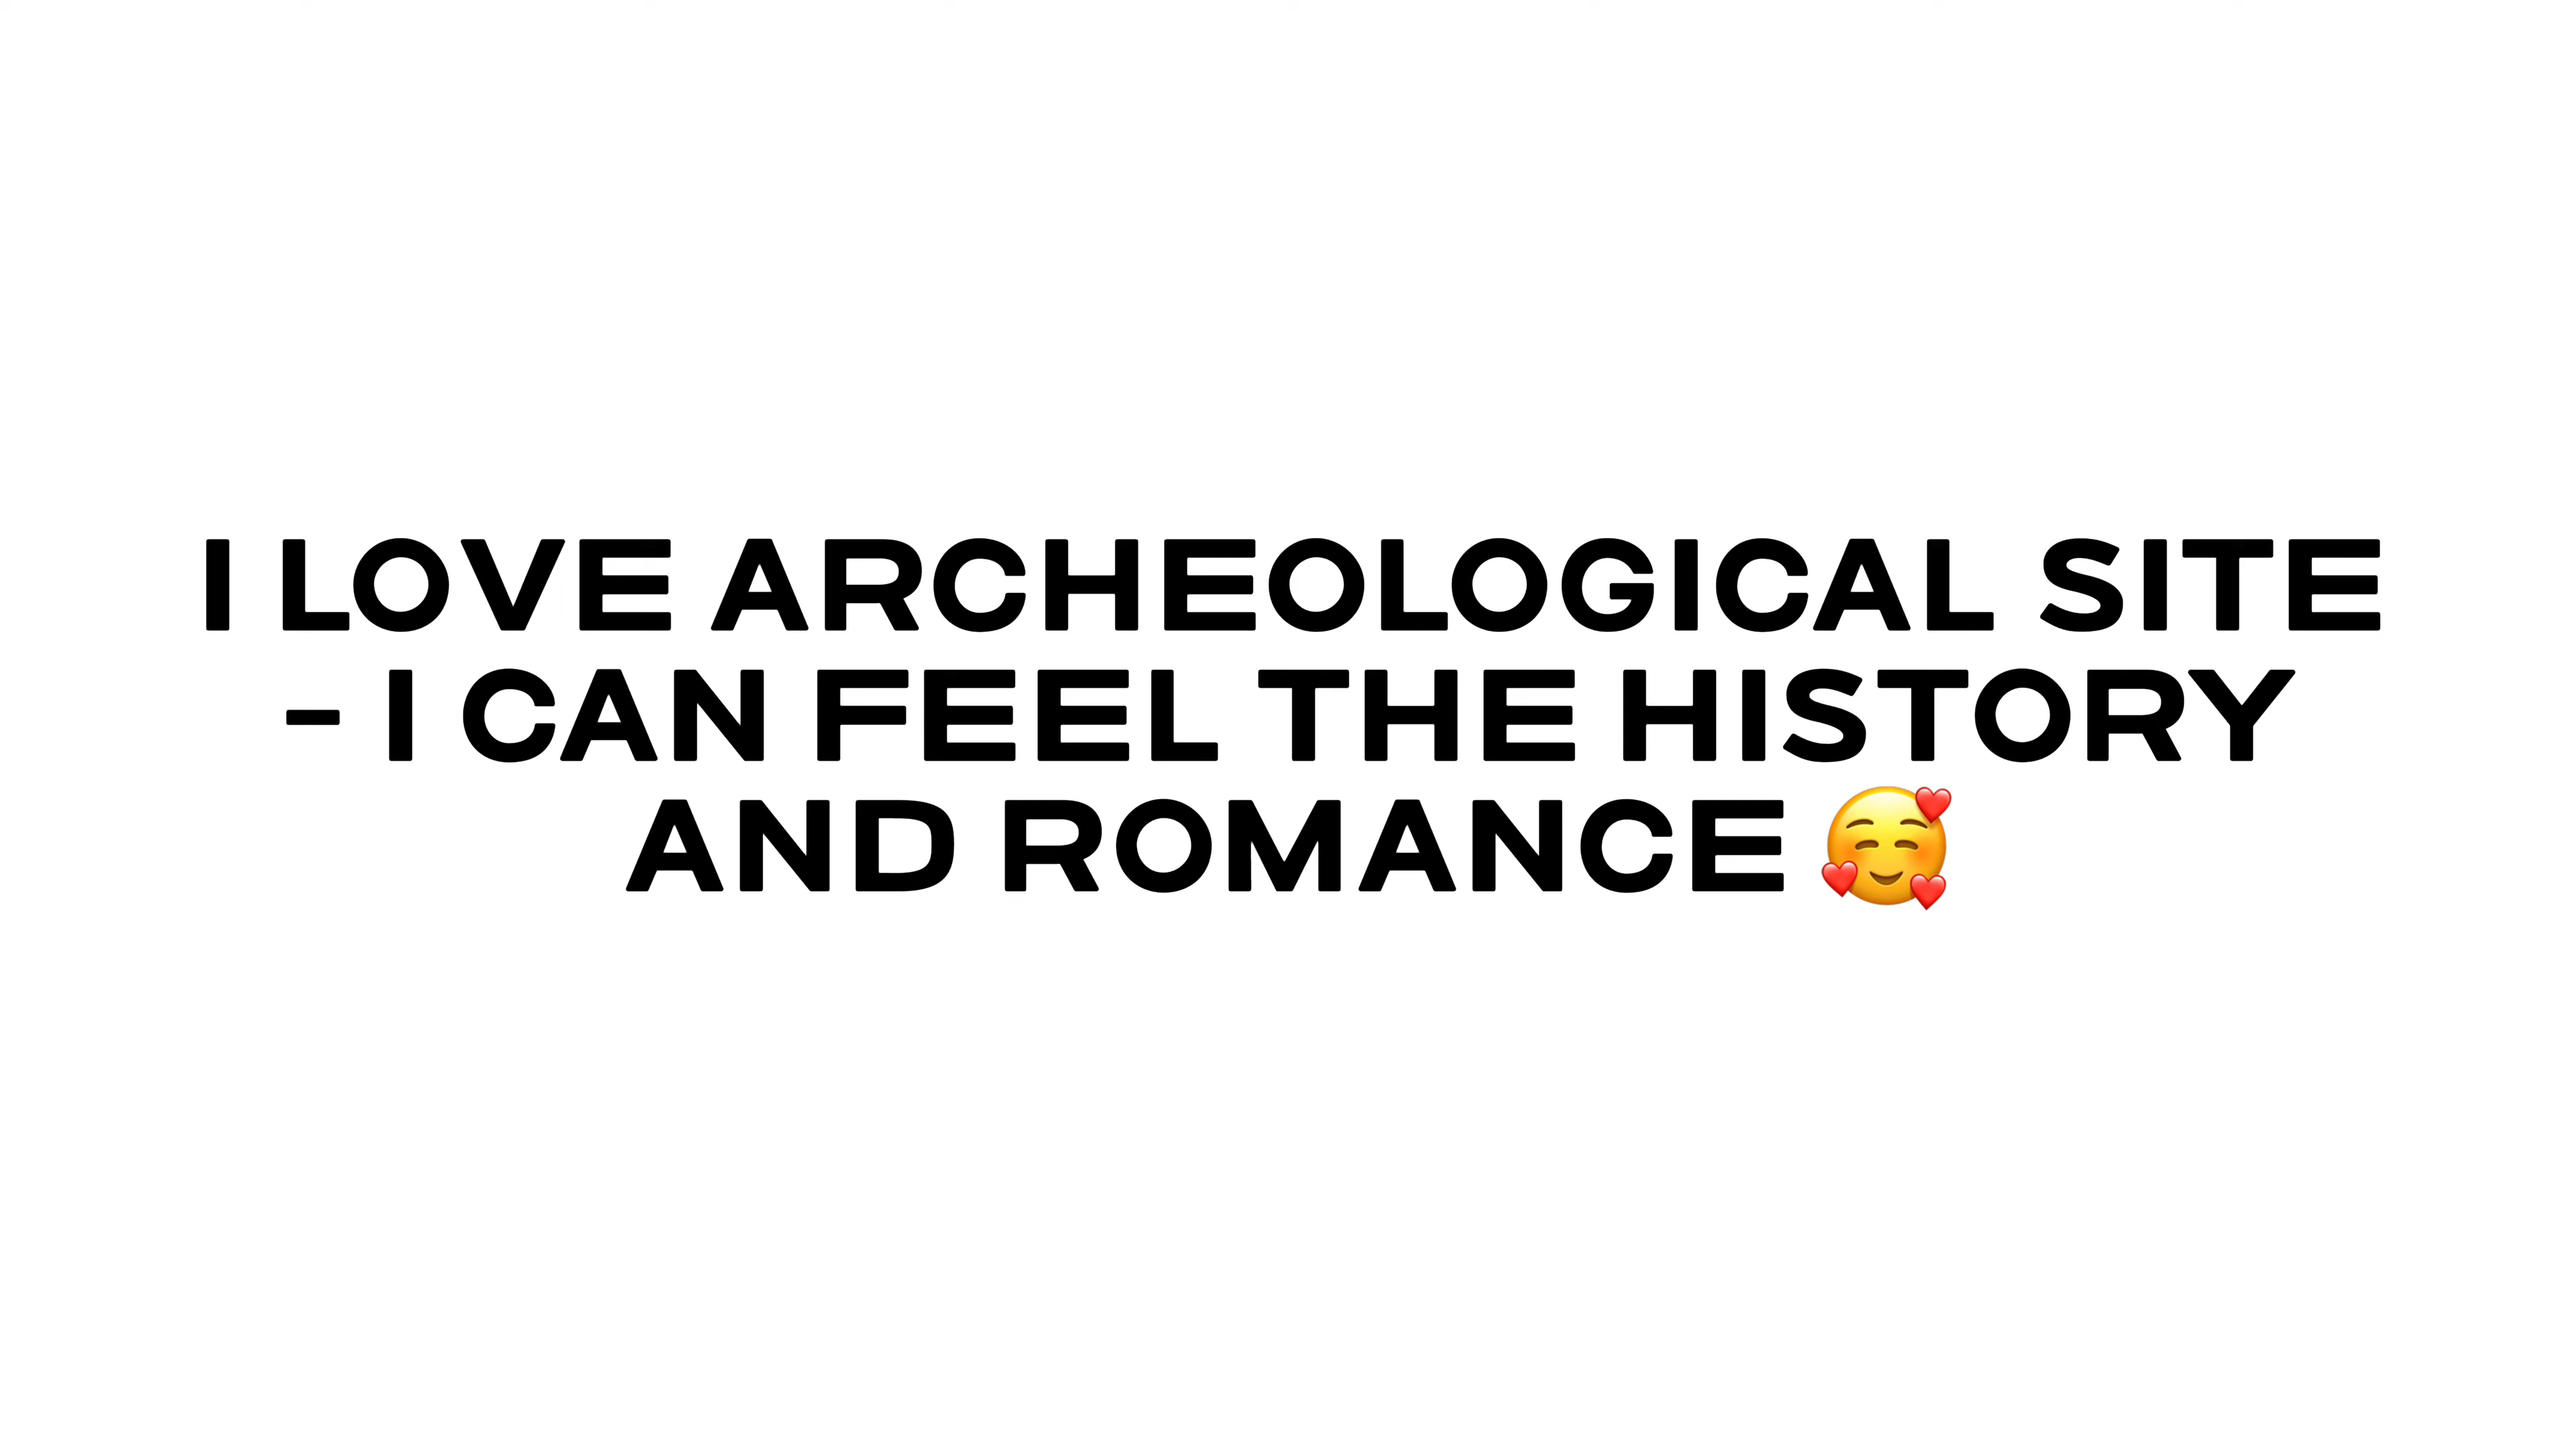 I LOVE ARCHEOLOGICAL SITE
- I CAN FEEL THE HISTORY
AND ROMANCE 🥰